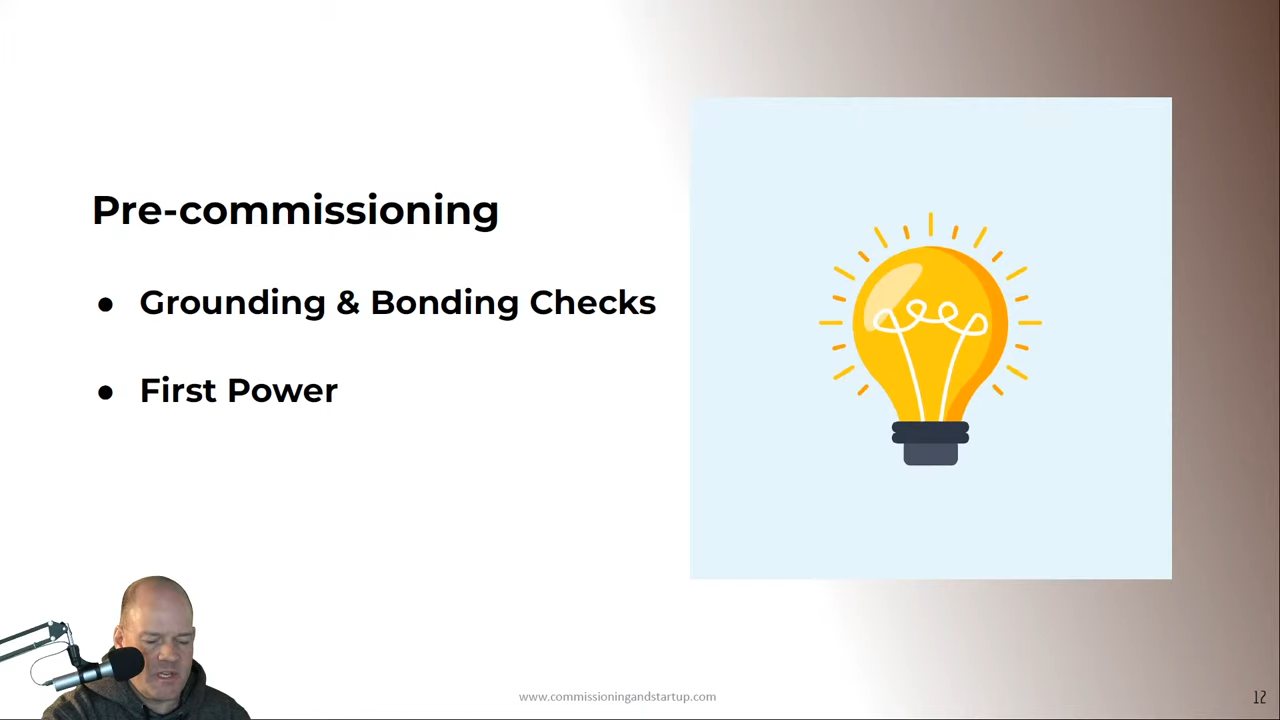 Pre-commissioning
● Grounding & Bonding Checks
● First Power
www.commissioningandstartup.com
12